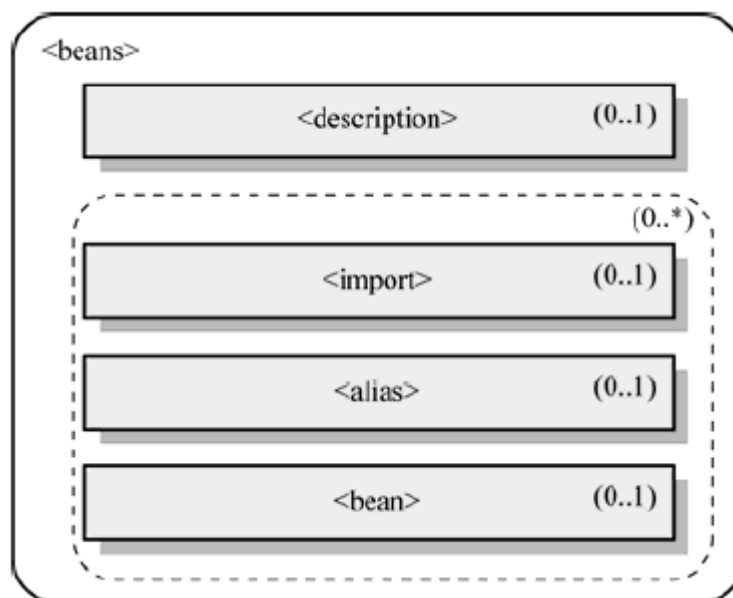 <beans>
<description> (0..1)
(0..*)
<import> (0..1)
<alias> (0..1)
<bean> (0..1)